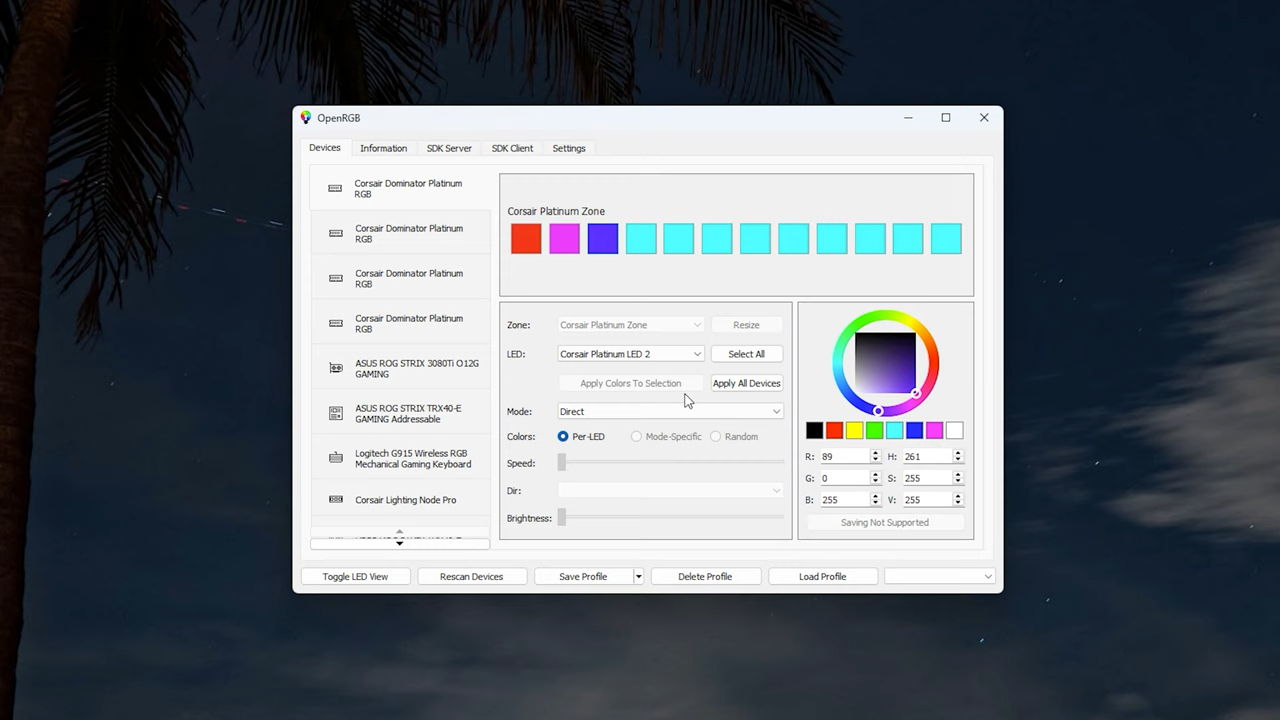 OpenRGB
Devices
Information
SDK Server
SDK Client
Settings
Corsair Dominator Platinum
RGB
Corsair Dominator Platinum
RGB
Corsair Dominator Platinum
RGB
Corsair Dominator Platinum
RGB
ASUS ROG STRIX 3080Ti O12G
GAMING
ASUS ROG STRIX TRX40-E
GAMING Addressable
Logitech G915 Wireless RGB
Mechanical Gaming Keyboard
Corsair Lighting Node Pro
Corsair Platinum Zone
Zone:
Corsair Platinum Zone
Resize
LED:
Corsair Platinum LED 2
Select All
Apply Colors To Selection
Apply All Devices
Mode:
Direct
Colors:
Per-LED
Mode-Specific
Random
Speed:
Dir:
Brightness:
R: 89
H: 261
G: 0
S: 255
B: 255
V: 255
Saving Not Supported
Toggle LED View
Rescan Devices
Save Profile
Delete Profile
Load Profile